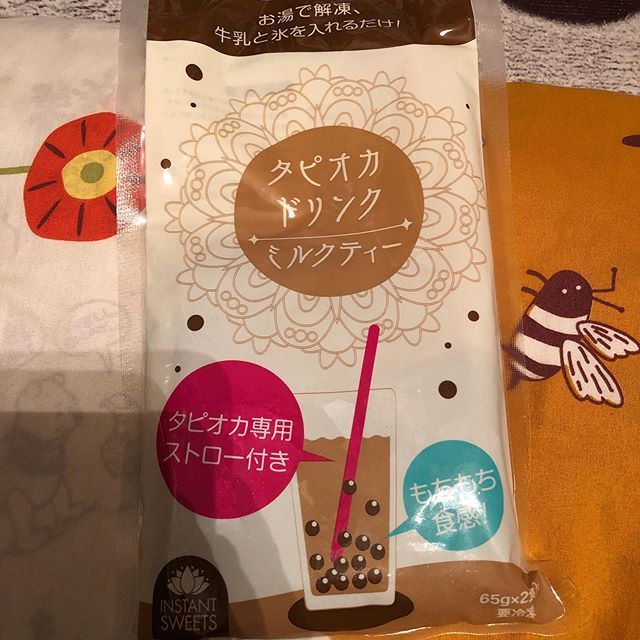 お湯で解凍、
牛乳と氷を入れるだけ!
タピオカ
ドリンク
ミルクティー
タピオカ専用
ストロー付き
もちもち
食感!
INSTANT
SWEETS
65g×2
要冷凍